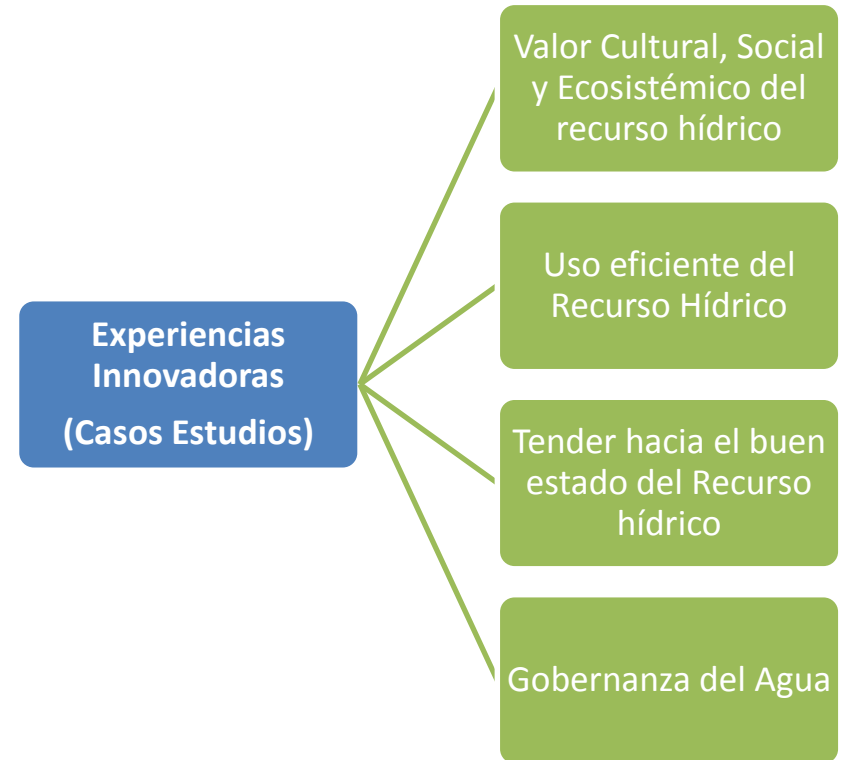 Valor Cultural, Social
y Ecosistémico del
recurso hídrico
Uso eficiente del
Recurso Hídrico
Experiencias
Innovadoras
(Casos Estudios)
Tender hacia el buen
estado del Recurso
hídrico
Gobernanza del Agua